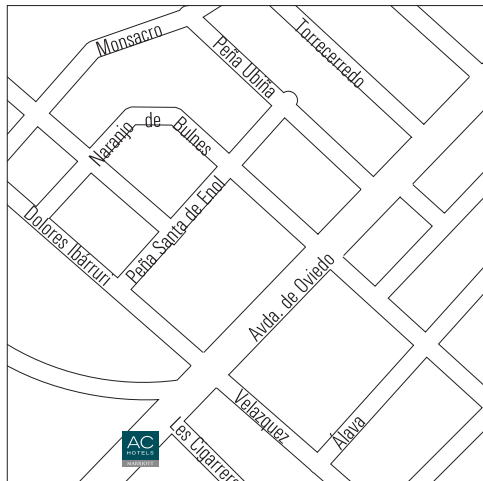 Monsacro
Peña Ubiña
Torrecerredo
Naranjo de Bulnes
Peña Santa de Enol
Dolores Ibárruri
Avda. de Oviedo
Velazquez
Álava
Les Cigarrer
AC
HOTELS
MARRIOTT